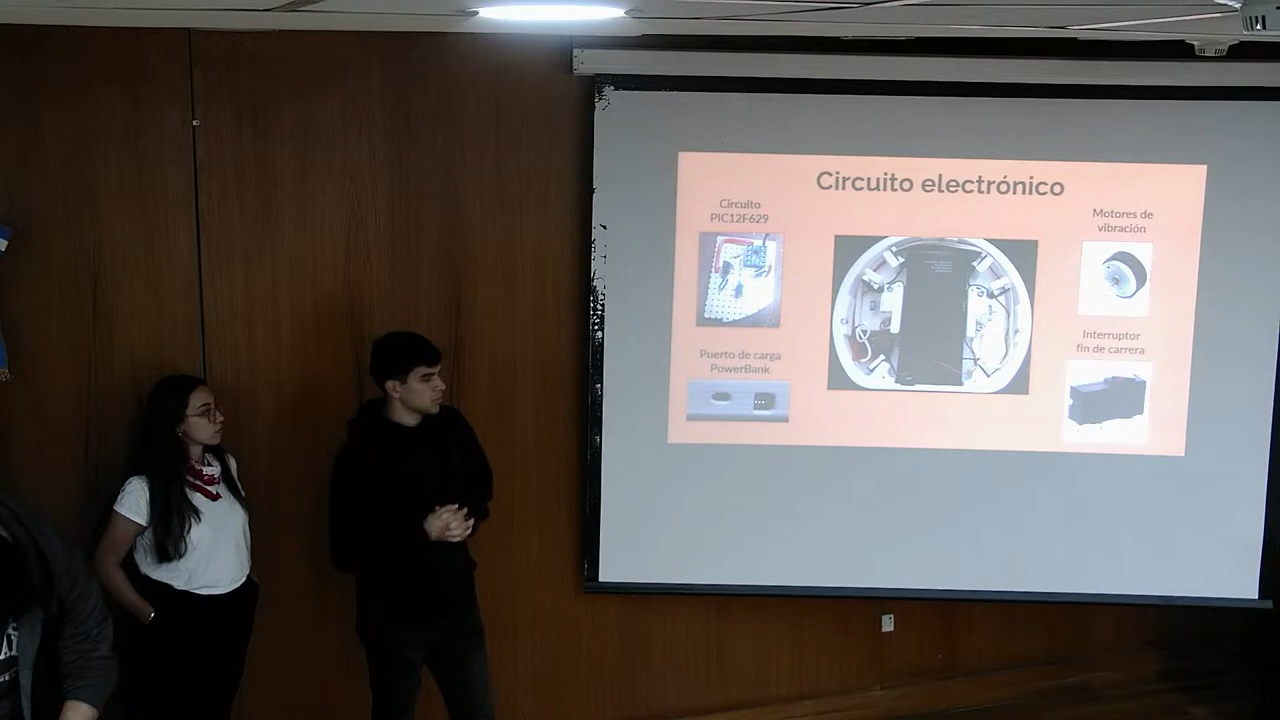 Circuito electrónico
Circuito
PIC12F629
Puerto de carga
PowerBank
Motores de
vibración
Interruptor
fin de carrera